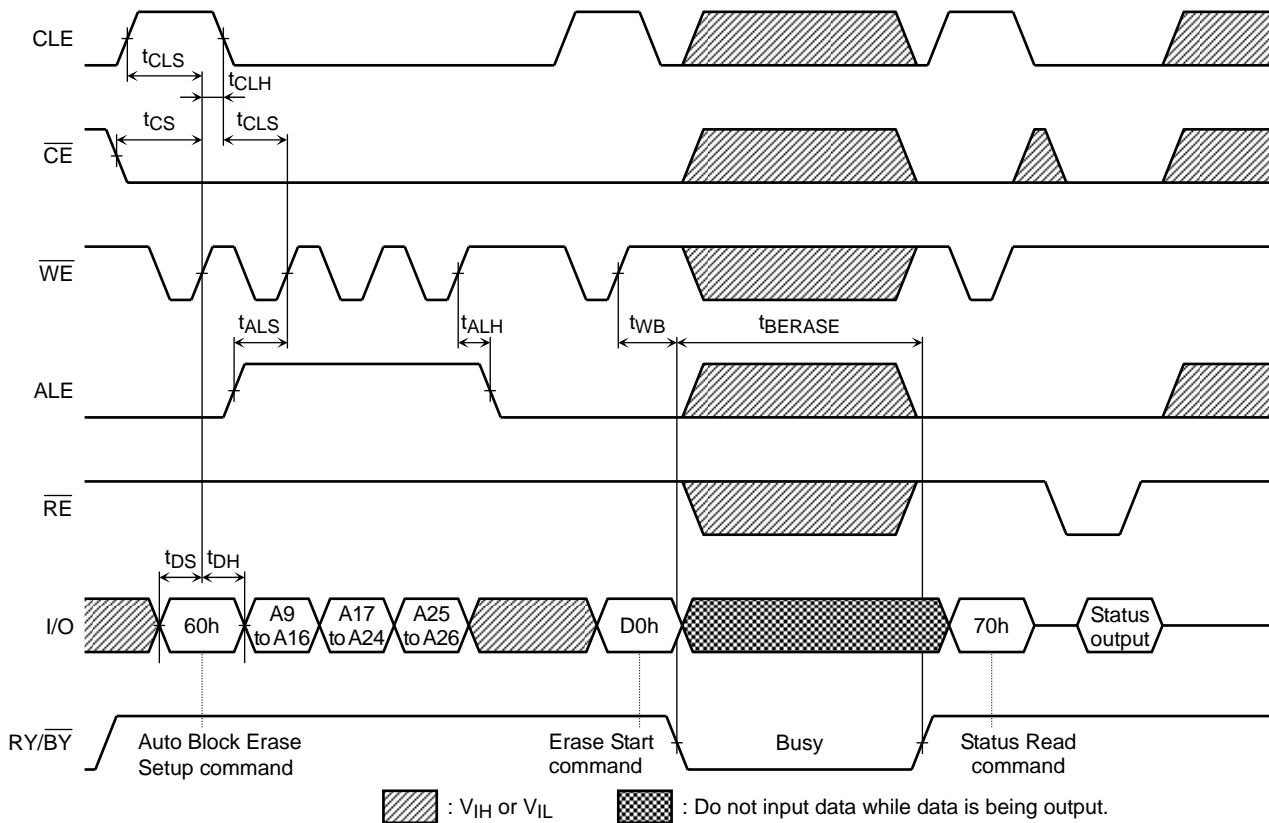 CLE
tCLS
tCLH
tCS
tCLS
CE
WE
tALS
tALH
tWB
tBERASE
ALE
RE
tDS
tDH
I/O
60h
A9
to A16
A17
to A24
A25
to A26
D0h
70h
Status
output
RY/BY
Auto Block Erase
Setup command
Erase Start
command
Busy
Status Read
command
: VIH or VIL
: Do not input data while data is being output.